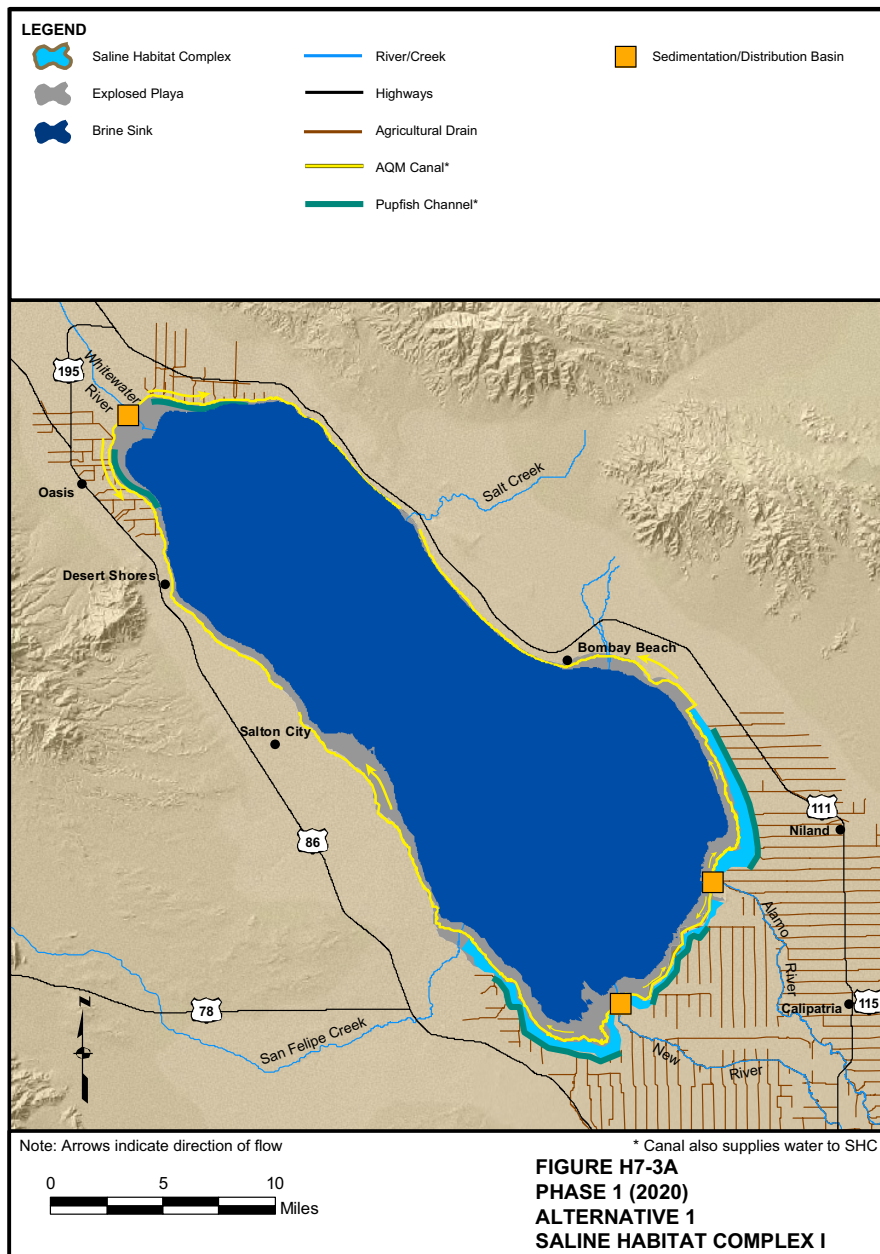 LEGEND
Saline Habitat Complex
River/Creek
Sedimentation/Distribution Basin
Explosed Playa
Highways
Brine Sink
Agricultural Drain
AQM Canal*
Pupfish Channel*
195
Whitewater
River
Oasis
Salt Creek
Desert Shores
Bombay Beach
Salton City
111
Niland
86
Alamo
River
115
Calipatria
78
San Felipe Creek
New
River
N
Note: Arrows indicate direction of flow
* Canal also supplies water to SHC
0 5 10
Miles
FIGURE H7-3A
PHASE 1 (2020)
ALTERNATIVE 1
SALINE HABITAT COMPLEX I